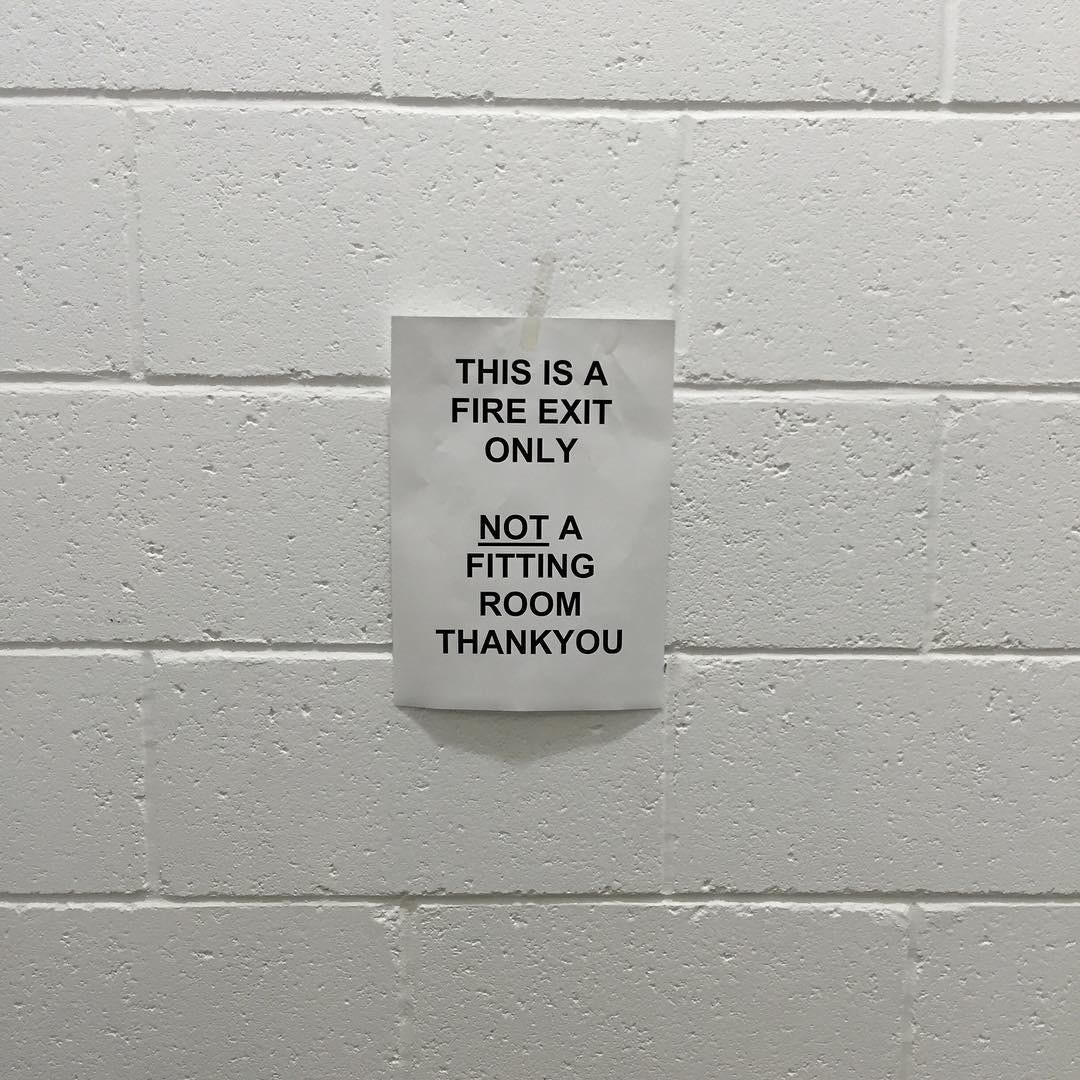 THIS IS A
FIRE EXIT
ONLY
NOT A
FITTING
ROOM
THANKYOU